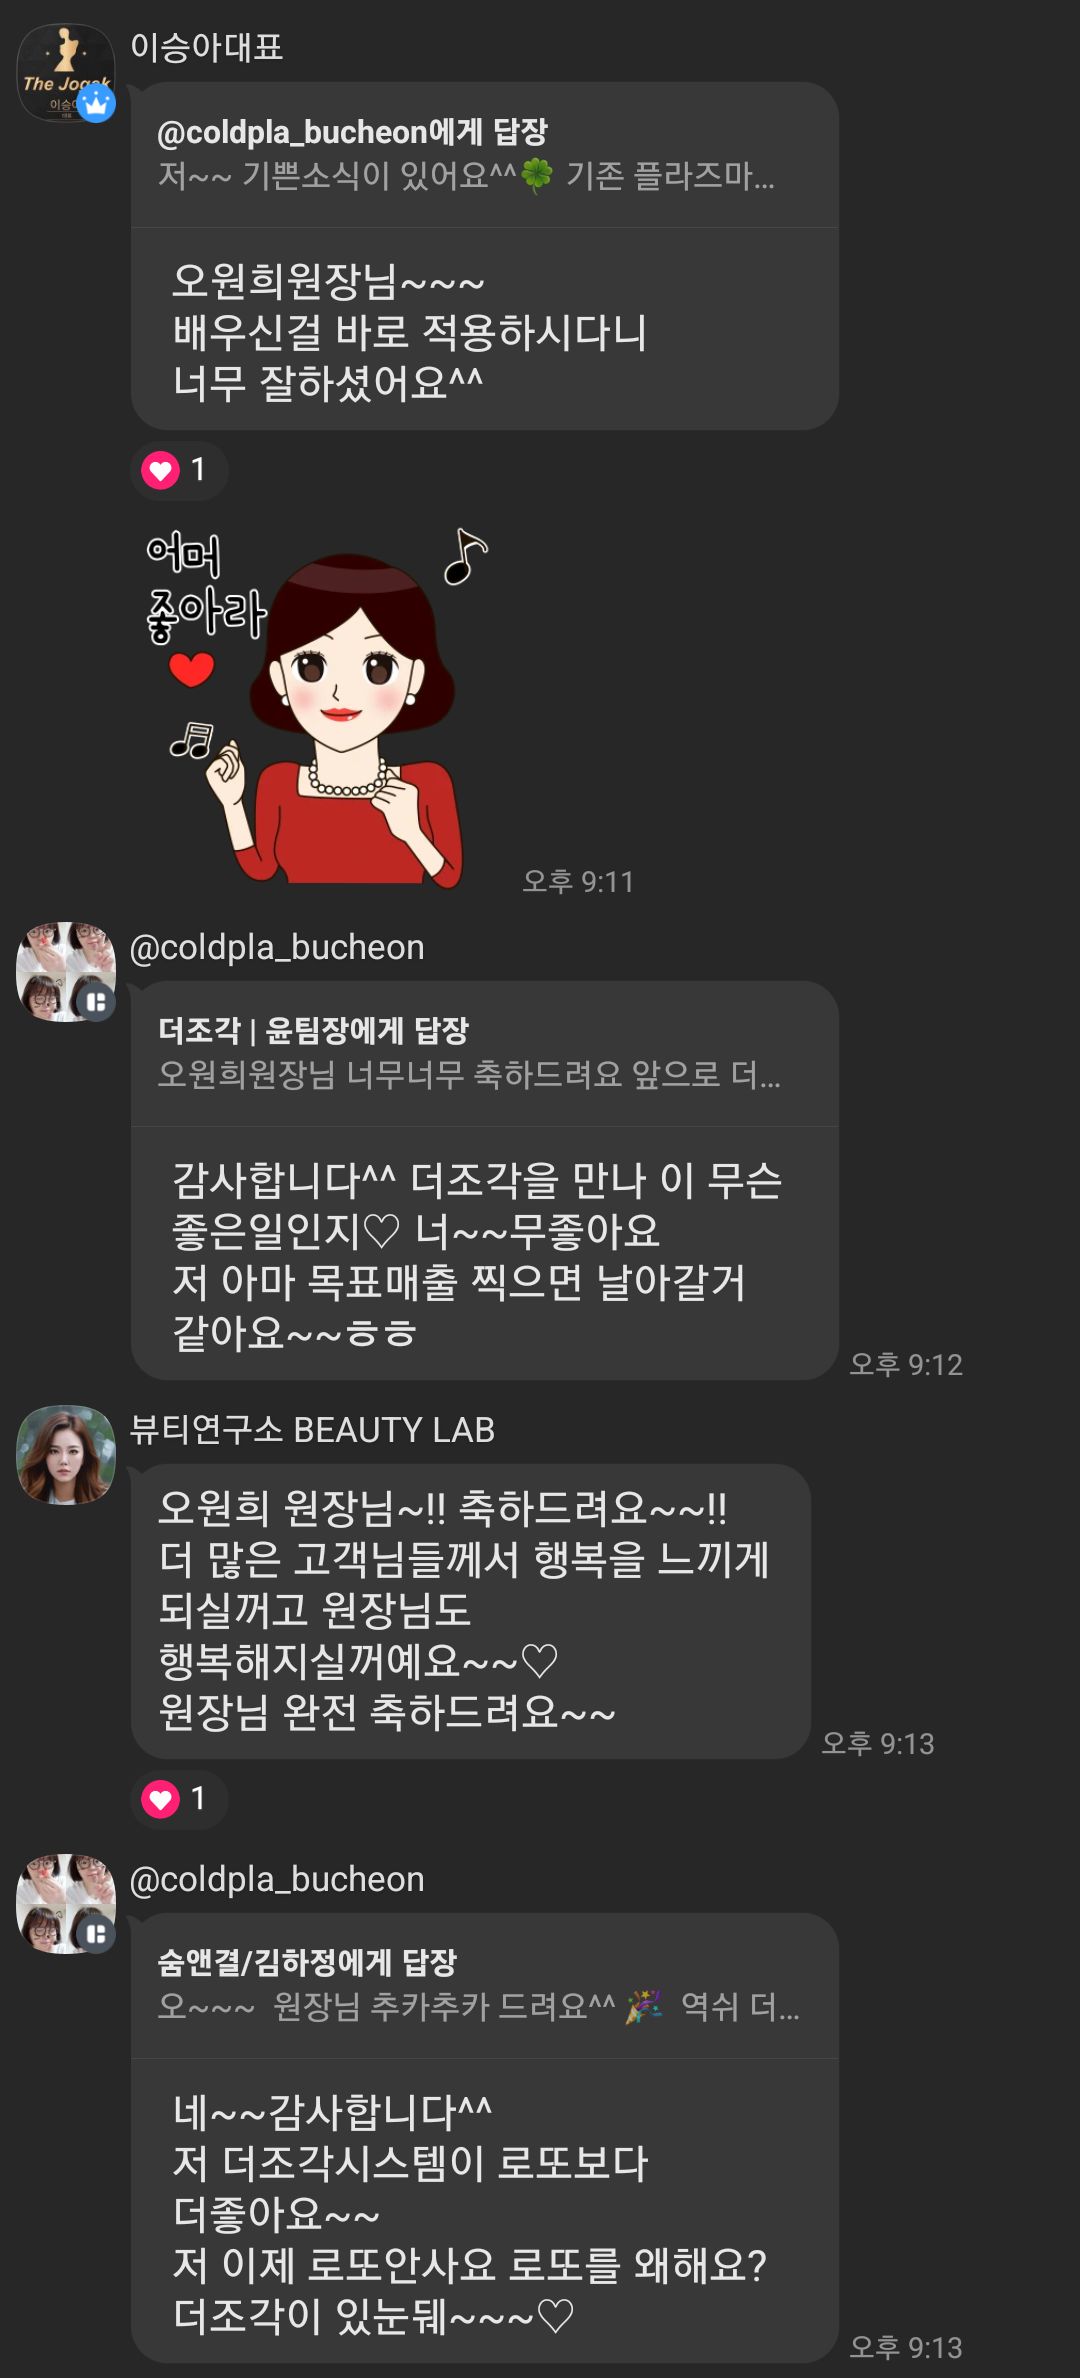 The Jogak
이승아대표
@coldpla_bucheon에게 답장
저~~ 기쁜소식이 있어요^^🍀 기존 플라즈마...
오원희원장님~~~
배우신걸 바로 적용하시다니
너무 잘하셨어요^^
1
어머
좋아라
오후 9:11
@coldpla_bucheon
더조각 | 윤팀장에게 답장
오원희원장님 너무너무 축하드려요 앞으로 더...
감사합니다^^ 더조각을 만나 이 무슨
좋은일인지♡ 너~~무좋아요
저 아마 목표매출 찍으면 날아갈거
같아요~~ㅎㅎ
오후 9:12
뷰티연구소 BEAUTY LAB
오원희 원장님~!! 축하드려요~~!!
더 많은 고객님들께서 행복을 느끼게
되실꺼고 원장님도
행복해지실꺼예요~~♡
원장님 완전 축하드려요~~
오후 9:13
1
@coldpla_bucheon
숨앤결/김하정에게 답장
오~~~ 원장님 추카추카 드려요^^🎉 역쉬 더...
네~~감사합니다^^
저 더조각시스템이 로또보다
더좋아요~~
저 이제 로또안사요 로또를 왜해요?
더조각이 있눈뒈~~~♡
오후 9:13